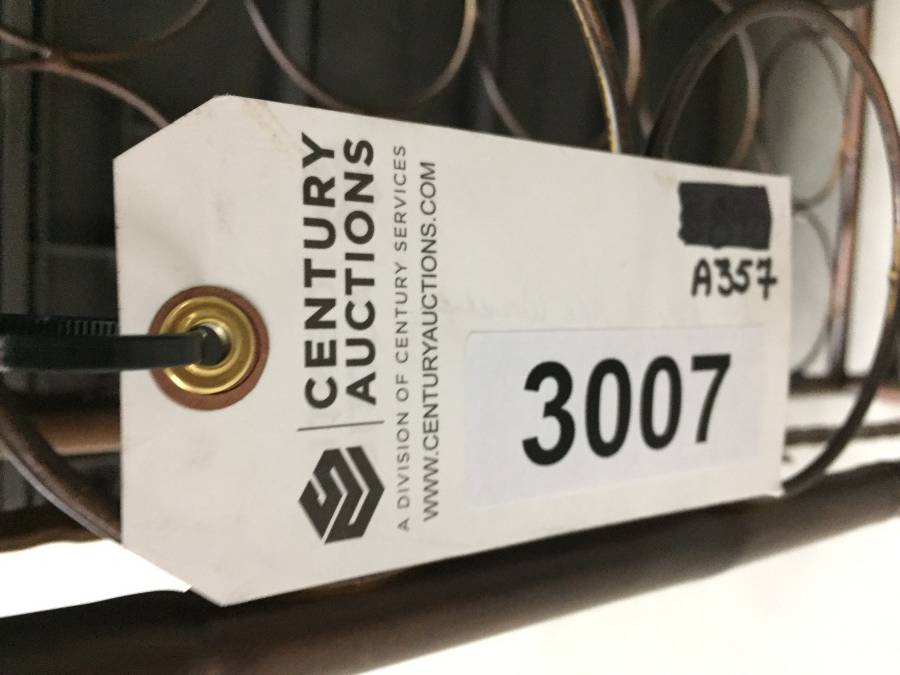 CENTURY
AUCTIONS
A DIVISION OF CENTURY SERVICES
WWW.CENTURYAUCTIONS.COM
A357
3007